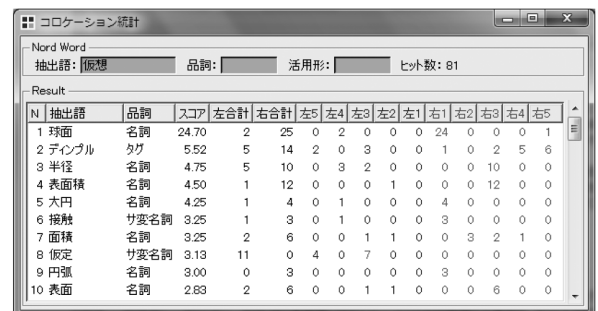 コロケーション統計
Nord Word
抽出語: 仮想 品詞: 活用形: ヒット数: 81
Result
N 抽出語 品詞 スコア 左合計 右合計 左5 左4 左3 左2 左1 右1 右2 右3 右4 右5
1 球面 名詞 24.70 2 25 0 2 0 0 0 24 0 0 0 1
2 ディンプル タグ 5.52 5 14 2 0 3 0 0 1 0 2 5 6
3 半径 名詞 4.75 5 10 0 3 2 0 0 0 0 10 0 0
4 表面積 名詞 4.50 1 12 0 0 0 1 0 0 0 12 0 0
5 大円 名詞 4.25 1 4 0 1 0 0 0 4 0 0 0 0
6 接触 サ変名詞 3.25 1 3 0 1 0 0 0 3 0 0 0 0
7 面積 名詞 3.25 2 6 0 0 1 1 0 0 3 2 1 0
8 仮定 サ変名詞 3.13 11 0 4 0 7 0 0 0 0 0 0 0
9 円弧 名詞 3.00 0 3 0 0 0 0 0 3 0 0 0 0
10 表面 名詞 2.83 2 6 0 0 1 1 0 0 0 6 0 0